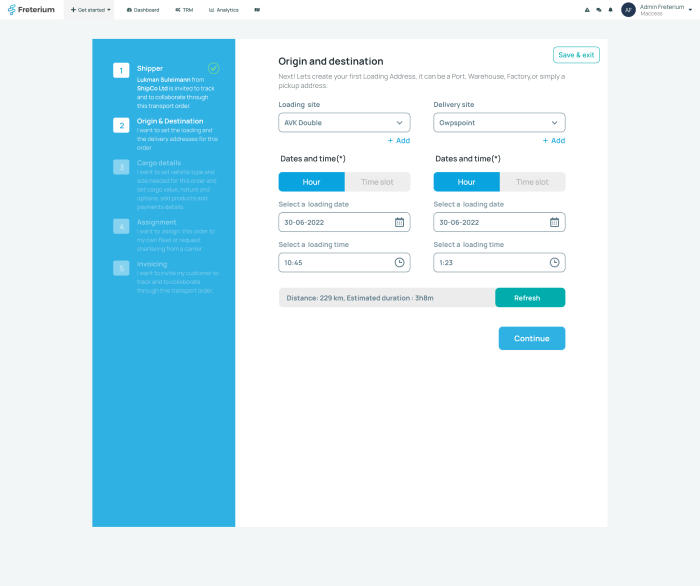 Freterium
Get started
Dashboard
TRM
Analytics
AF
Admin Freterium
Maccess
1
Shipper
Lukman Suleimann from
ShipCo Ltd is invited to track
and to collaborate through
this transport order.
2
Origin & Destination
I want to set the loading and
the delivery addresses for this
order
3
Cargo details
I want to set vehicle type and
side needed for this order and
set cargo value, nature and
options, add products and
payments details.
4
Assignment
I want to assign this order to
my own fleet or request
chartering from a carrier.
5
Invoicing
I want to invite my customer to
track and to collaborate
through this transport order.
Save & exit
Origin and destination
Next! Lets create your first Loading Address, it can be a Port, Warehouse, Factory,or simply a
pickup address:
Loading site
Delivery site
AVK Double
Gwpspoint
+ Add
+ Add
Dates and time(*)
Dates and time(*)
Hour
Time slot
Hour
Time slot
Select a loading date
Select a loading date
30-06-2022
30-06-2022
Select a loading time
Select a loading time
10:45
1:23
Distance: 229 km, Estimated duration : 3h8m
Refresh
Continue